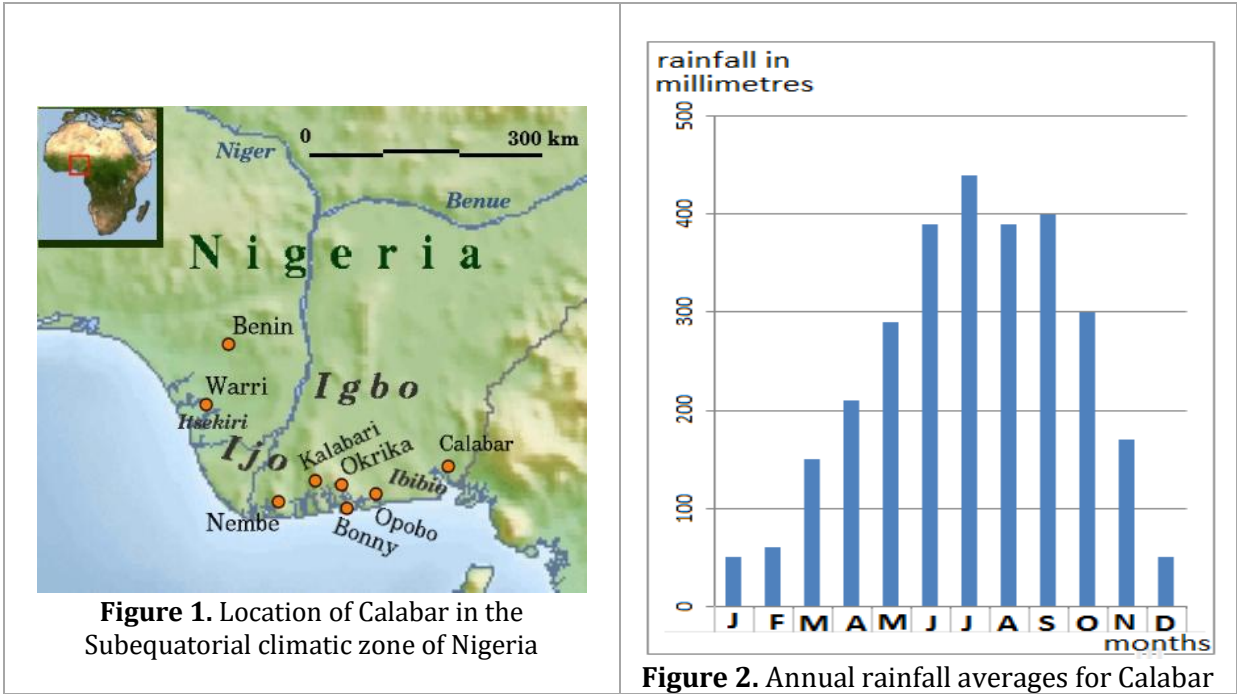 0 300 km
Niger
Benue
Nigeria
Benin
Igbo
Warri
Itsekiri
Ijo
Kalabari
Okrika
Calabar
Ibibio
Nembe
Bonny
Opobo
Figure 1. Location of Calabar in the
Subequatorial climatic zone of Nigeria
rainfall in
millimetres
500
400
300
200
100
0
J F M A M J J A S O N D
months
Figure 2. Annual rainfall averages for Calabar